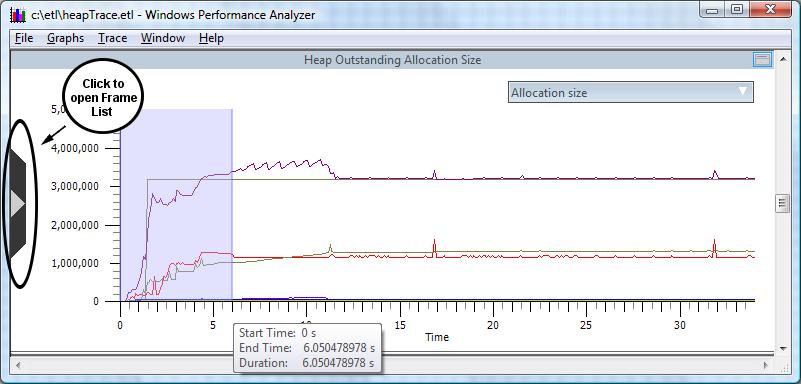 c:\etl\heapTrace.etl - Windows Performance Analyzer
File Graphs Trace Window Help
Heap Outstanding Allocation Size
Click to
open Frame
List
Allocation size
4,000,000
3,000,000
2,000,000
1,000,000
0
0 5 10 15 20 25 30
Time
Start Time: 0 s
End Time: 6.050478978 s
Duration: 6.050478978 s